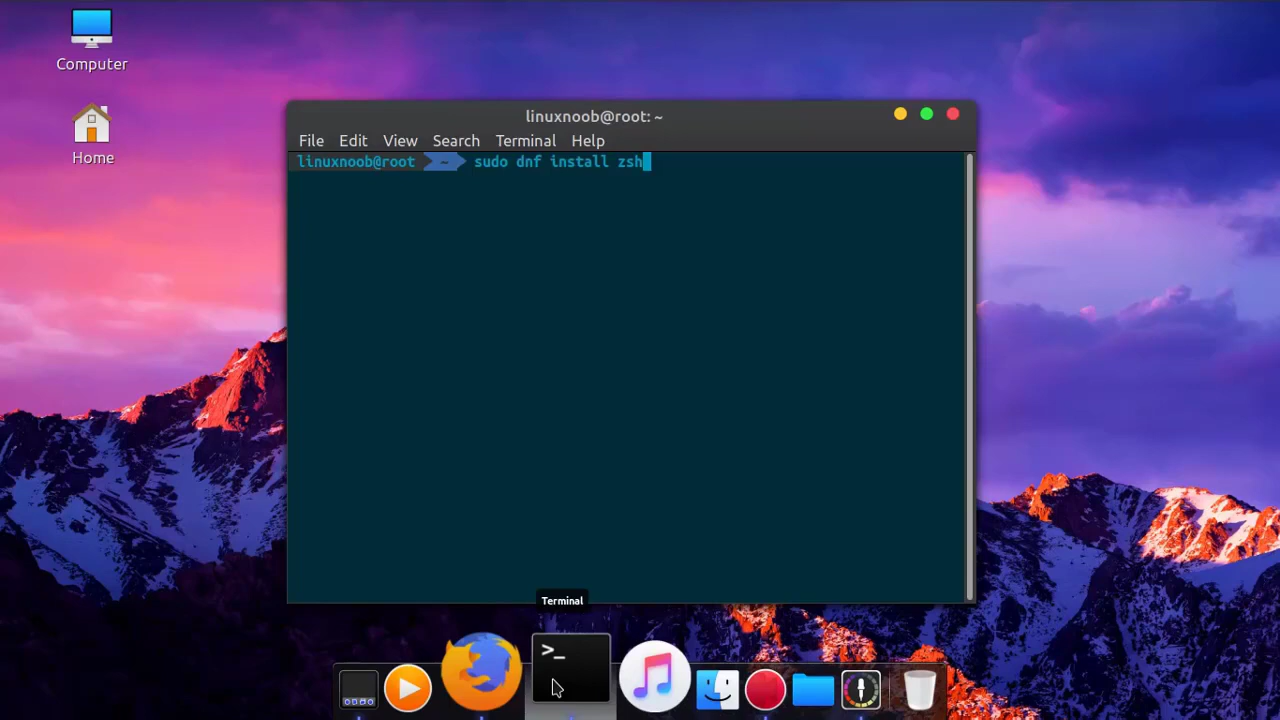 Computer
Home
linuxnoob@root: ~
File Edit View Search Terminal Help
linuxnoob@root ~ sudo dnf install zsh
Terminal
>_